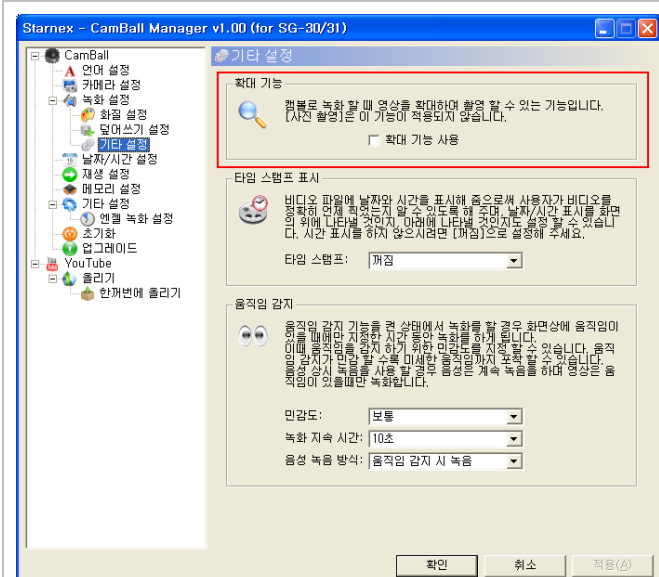 Starnex - CamBall Manager v1.00 (for SG-30/31)
CamBall
언어 설정
카메라 설정
녹화 설정
화질 설정
덮어쓰기 설정
기타 설정
날짜/시간 설정
재생 설정
메모리 설정
기타 설정
엔젤 녹화 설정
초기화
업그레이드
YouTube
올리기
한꺼번에 올리기
기타 설정
확대 기능
캠볼로 녹화 할 때 영상을 확대하여 촬영 할 수 있는 기능입니다.
[사진 촬영]은 이 기능이 적용되지 않습니다.
확대 기능 사용
타임 스탬프 표시
비디오 파일에 날짜와 시간을 표시해 줌으로써 사용자가 비디오를
정확히 언제 찍었는지 알 수 있도록 해 주며, 날짜/시간 표시를 화면
의 위에 나타낼 것인지, 아래에 나타낼 것인지도 설정 할 수 있습니
다. 시간 표시를 하지 않으시려면 [꺼짐]으로 설정해 주세요.
타임 스탬프: 꺼짐
움직임 감지
움직임 감지 기능을 켠 상태에서 녹화를 할 경우 화면상에 움직임이
있을 때에만 지정한 시간 동안 녹화를 하게 됩니다.
이때 움직임을 감지 하기 위한 민감도를 지정 할 수 있습니다. 움직
임 감지가 민감 할 수록 미세한 움직임까지 포착 할 수 있습니다.
음성 상시 녹음을 사용 할 경우 음성은 계속 녹음을 하며 영상은 움
직임이 있을때만 녹화합니다.
민감도: 보통
녹화 지속 시간: 10초
음성 녹음 방식: 움직임 감지 시 녹음
확인 취소 적용(A)